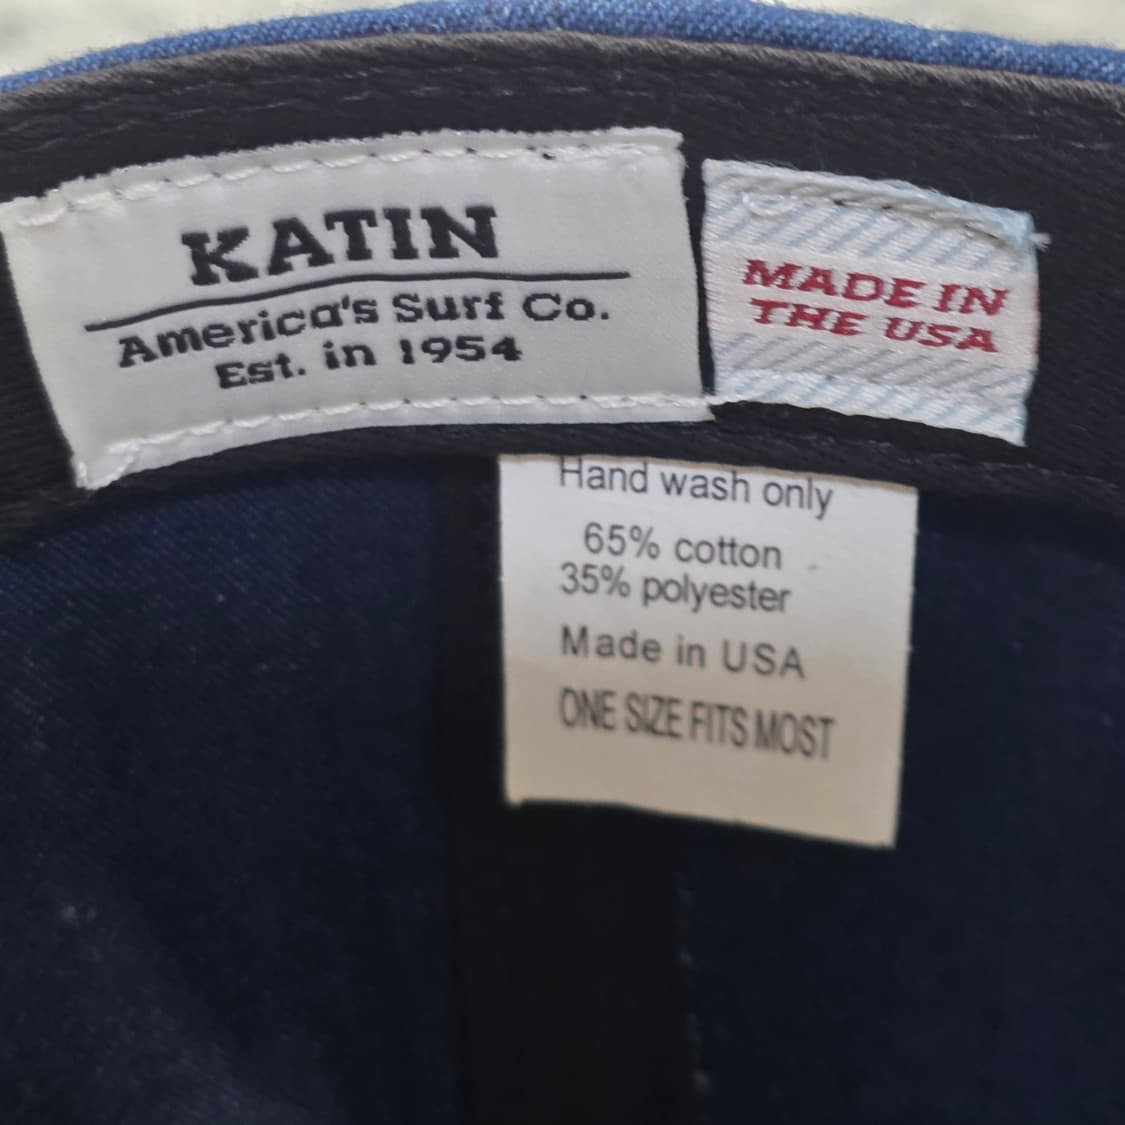 KATIN
America's Surf Co.
Est. in 1954
MADE IN
THE USA
Hand wash only
65% cotton
35% polyester
Made in USA
ONE SIZE FITS MOST